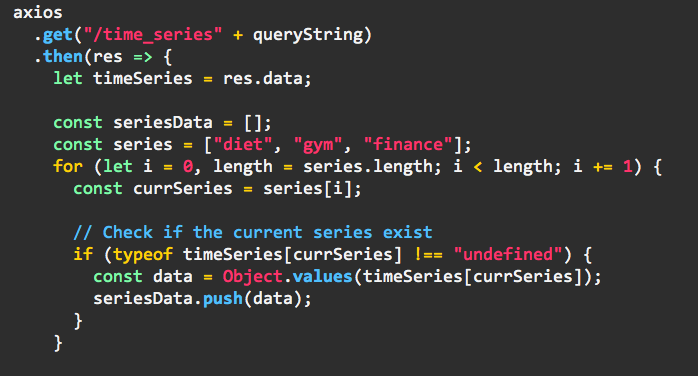 axios
.get("/time_series" + queryString)
.then(res => {
let timeSeries = res.data;
const seriesData = [];
const series = ["diet", "gym", "finance"];
for (let i = 0, length = series.length; i < length; i += 1) {
const currSeries = series[i];
// Check if the current series exist
if (typeof timeSeries[currSeries] !== "undefined") {
const data = Object.values(timeSeries[currSeries]);
seriesData.push(data);
}
}